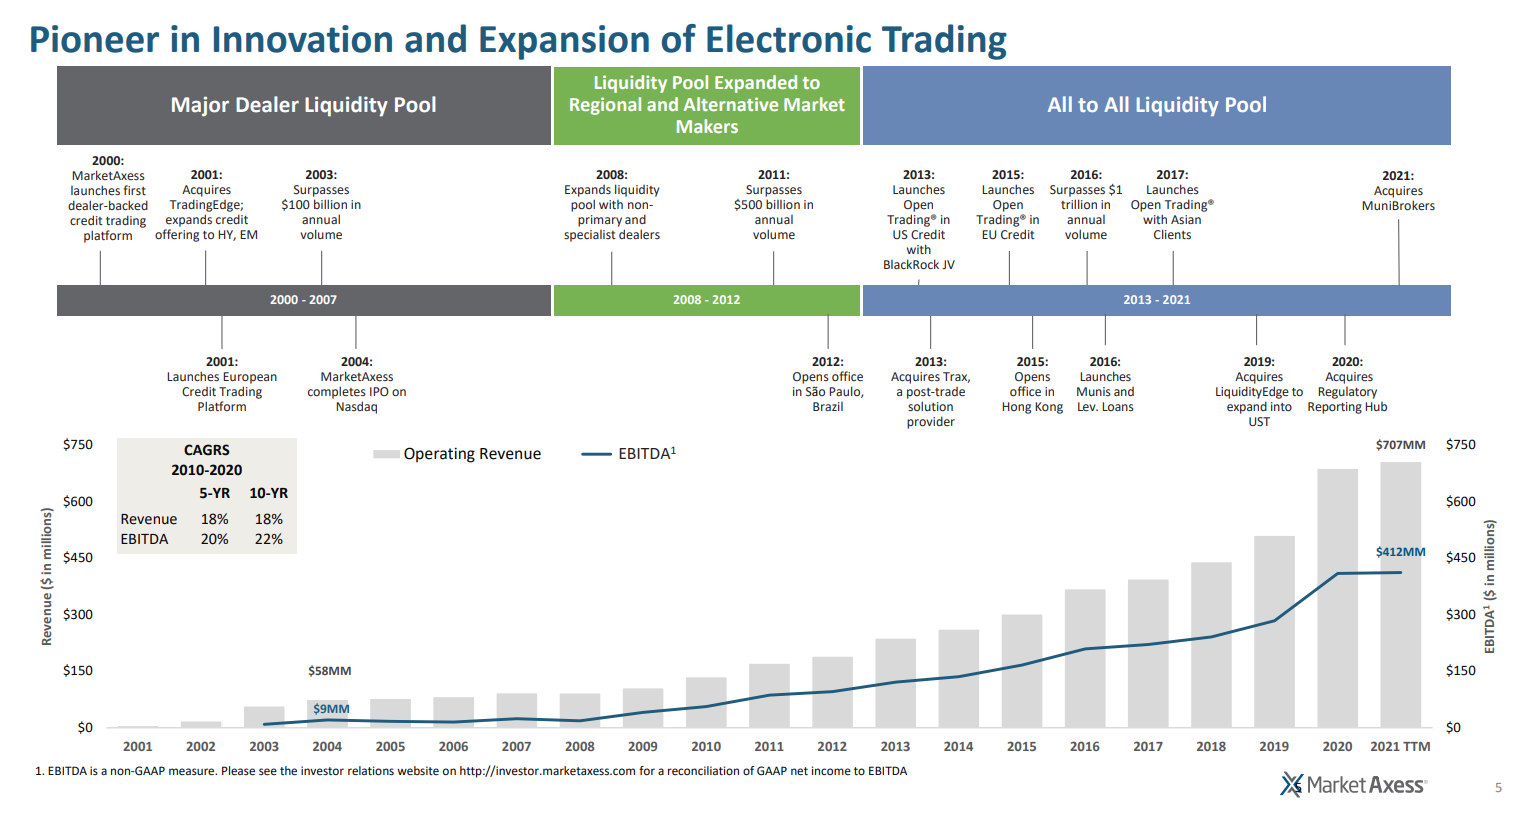 Pioneer in Innovation and Expansion of Electronic Trading
Major Dealer Liquidity Pool
Liquidity Pool Expanded to
Regional and Alternative Market
Makers
All to All Liquidity Pool
2000:
MarketAxess
launches first
dealer-backed
credit trading
platform
2001:
Acquires
TradingEdge;
expands credit
offering to HY, EM
2003:
Surpasses
$100 billion in
annual
volume
2008:
Expands liquidity
pool with non-
primary and
specialist dealers
2011:
Surpasses
$500 billion in
annual
volume
2013:
Launches
Open
Trading® in
US Credit
with
BlackRock JV
2015:
Launches
Open
Trading® in
EU Credit
2016:
Surpasses $1
trillion in
annual
volume
2017:
Launches
Open Trading®
with Asian
Clients
2021:
Acquires
MuniBrokers
2000 - 2007
2008 - 2012
2013 - 2021
2001:
Launches European
Credit Trading
Platform
2004:
MarketAxess
completes IPO on
Nasdaq
2012:
Opens office
in São Paulo,
Brazil
2013:
Acquires Trax,
a post-trade
solution
provider
2015:
Opens
office in
Hong Kong
2016:
Launches
Munis and
Lev. Loans
2019:
Acquires
LiquidityEdge to
expand into
UST
2020:
Acquires
Regulatory
Reporting Hub
CAGRS
2010-2020
5-YR 10-YR
Revenue 18% 18%
EBITDA 20% 22%
Operating Revenue
EBITDA¹
Revenue ($ in millions)
$750
$600
$450
$300
$150
$0
$58MM
$9MM
$707MM
$412MM
$750
$600
$450
$300
$150
$0
EBITDA¹ ($ in millions)
2001 2002 2003 2004 2005 2006 2007 2008 2009 2010 2011 2012 2013 2014 2015 2016 2017 2018 2019 2020 2021 TTM
1. EBITDA is a non-GAAP measure. Please see the investor relations website on http://investor.marketaxess.com for a reconciliation of GAAP net income to EBITDA
5
MarketAxess®
5